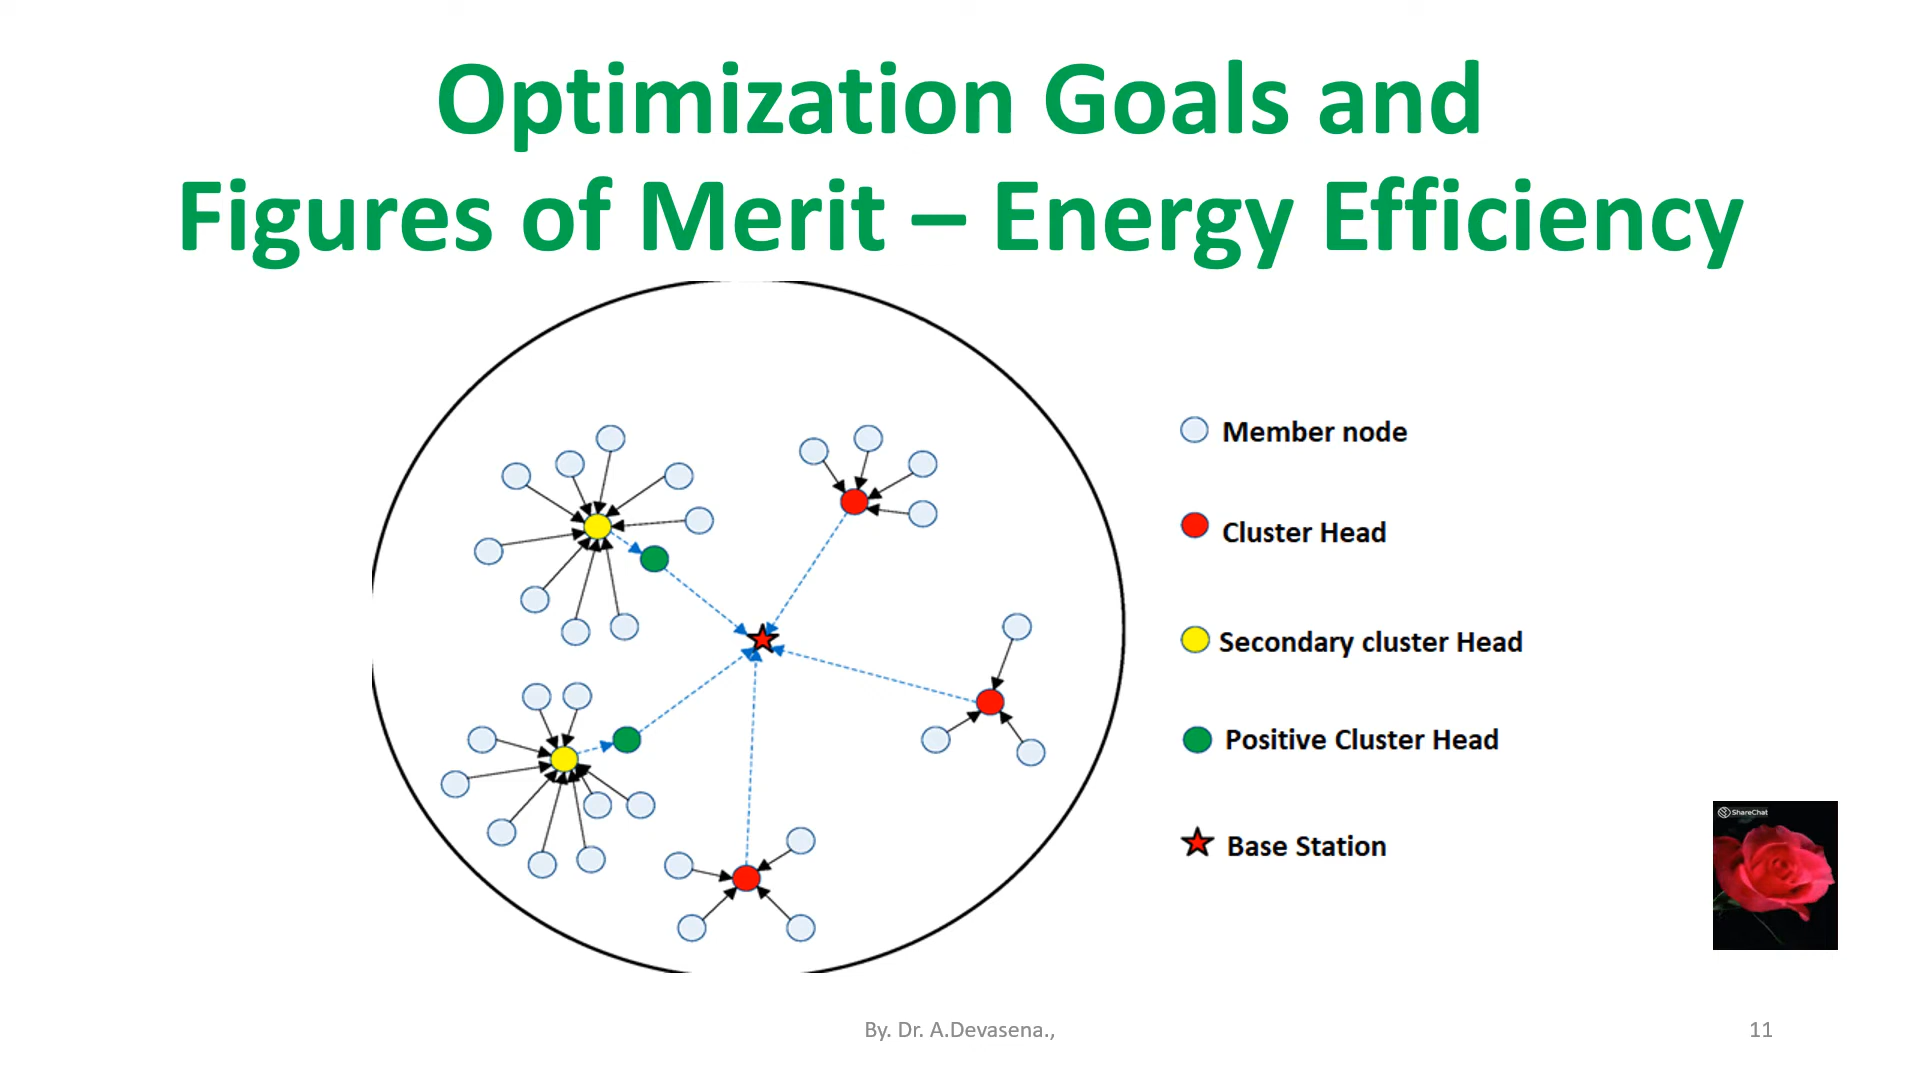 Optimization Goals and
Figures of Merit – Energy Efficiency
Member node
Cluster Head
Secondary cluster Head
Positive Cluster Head
Base Station
ShareChat
By. Dr. A.Devasena.,
11